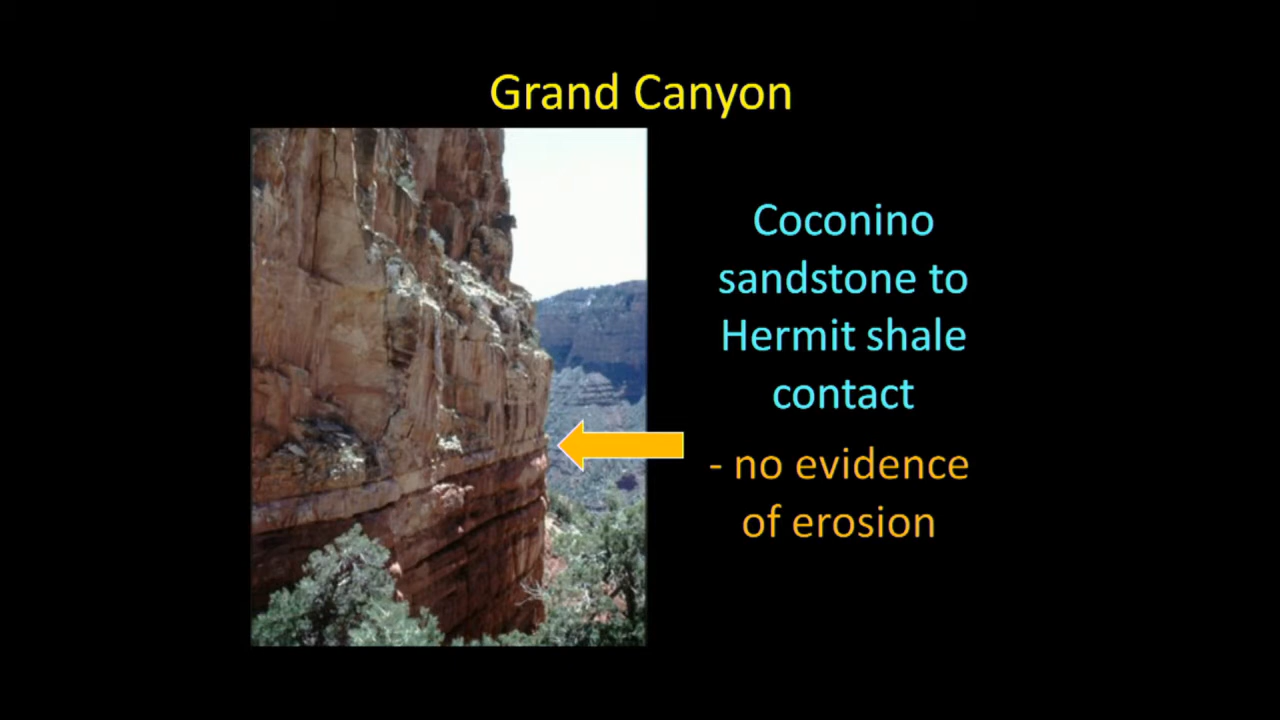 Grand Canyon
Coconino
sandstone to
Hermit shale
contact
- no evidence
of erosion